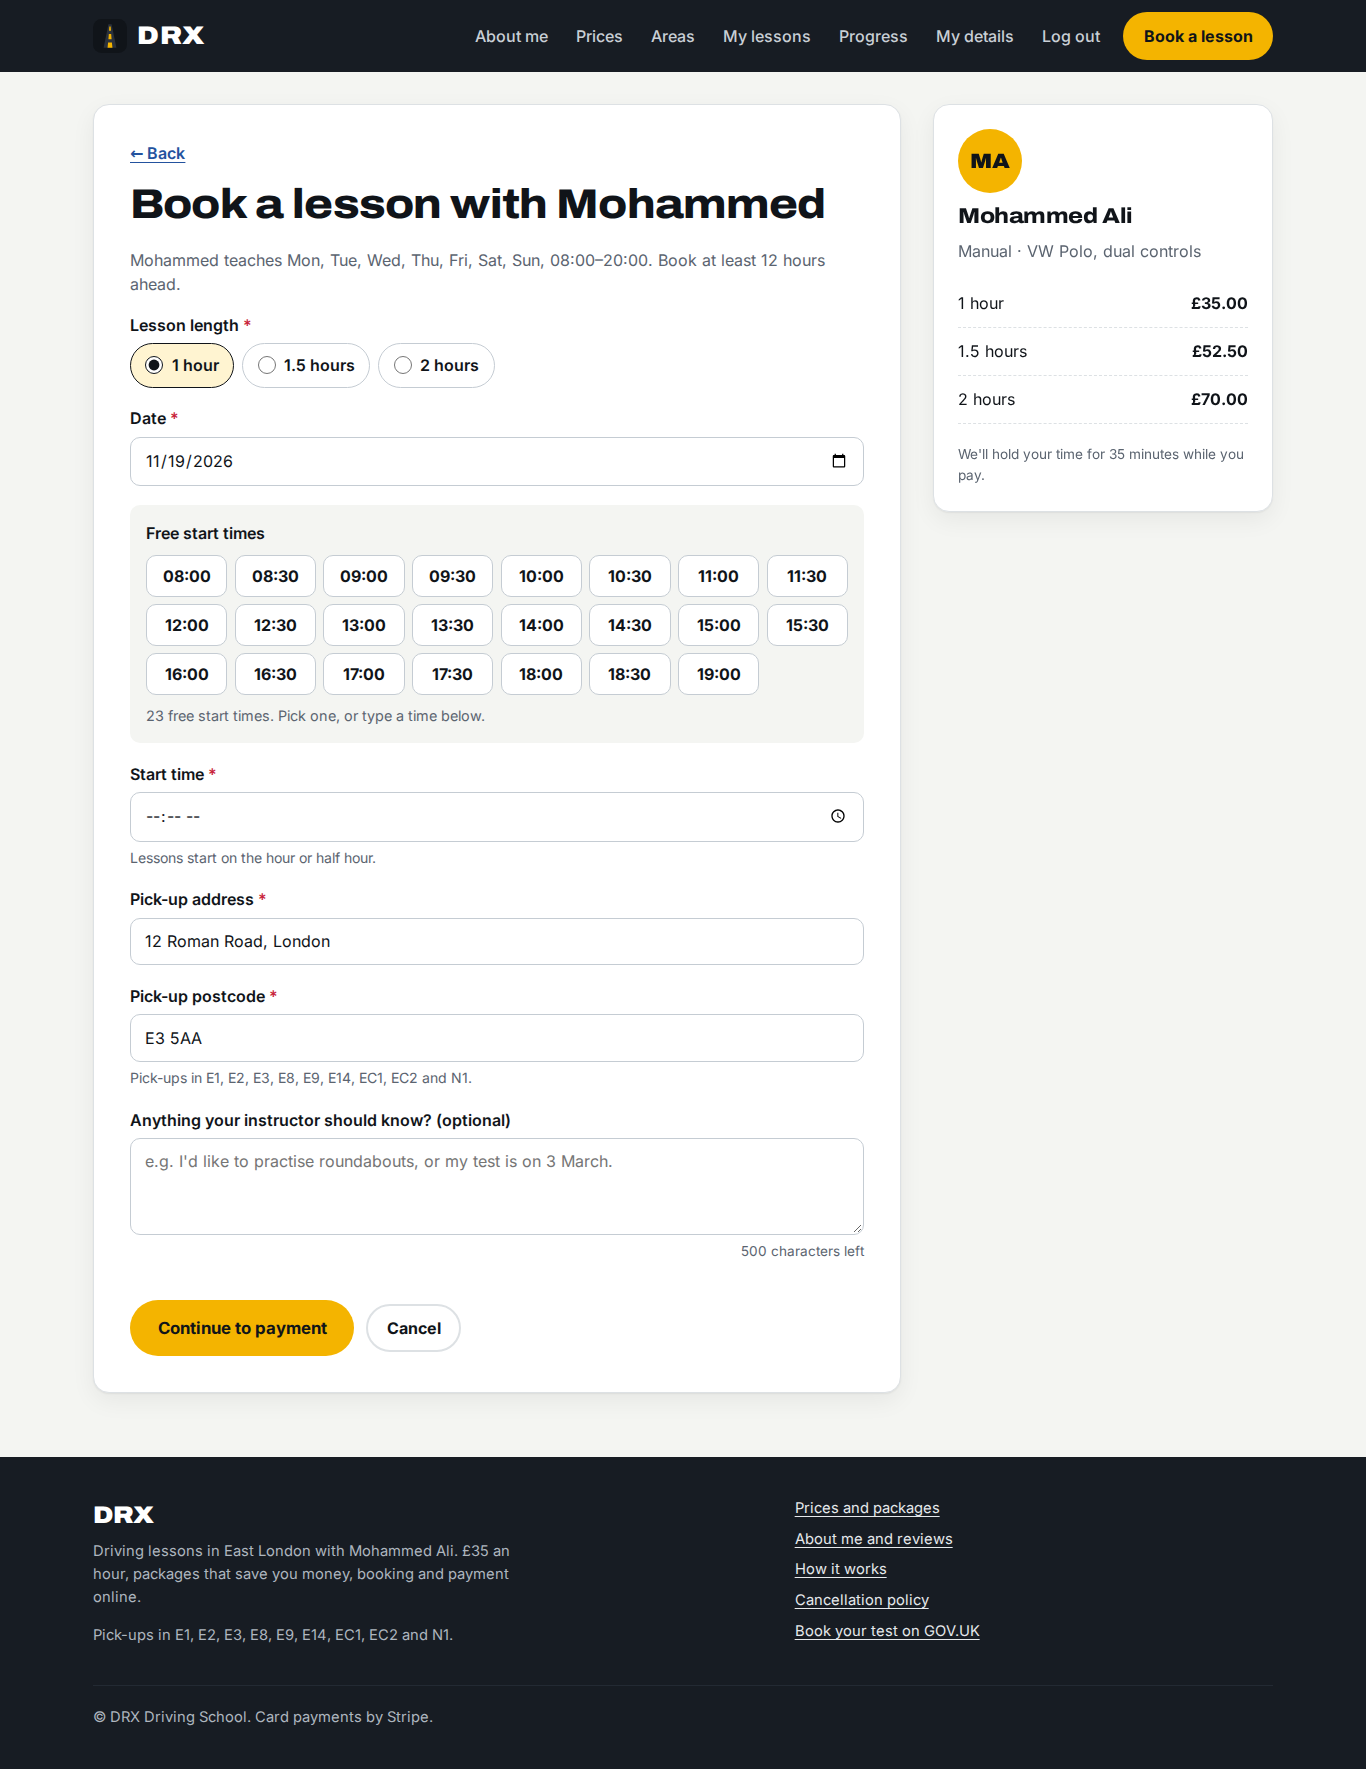 DRX
About me
Prices
Areas
My lessons
Progress
My details
Log out
Book a lesson
← Back
Book a lesson with Mohammed
Mohammed teaches Mon, Tue, Wed, Thu, Fri, Sat, Sun, 08:00–20:00. Book at least 12 hours
ahead.
Lesson length *
1 hour
1.5 hours
2 hours
Date *
11/19/2026
Free start times
08:00 08:30 09:00 09:30 10:00 10:30 11:00 11:30
12:00 12:30 13:00 13:30 14:00 14:30 15:00 15:30
16:00 16:30 17:00 17:30 18:00 18:30 19:00
23 free start times. Pick one, or type a time below.
Start time *
--:-- --
Lessons start on the hour or half hour.
Pick-up address *
12 Roman Road, London
Pick-up postcode *
E3 5AA
Pick-ups in E1, E2, E3, E8, E9, E14, EC1, EC2 and N1.
Anything your instructor should know? (optional)
e.g. I'd like to practise roundabouts, or my test is on 3 March.
500 characters left
Continue to payment
Cancel
MA
Mohammed Ali
Manual · VW Polo, dual controls
1 hour £35.00
1.5 hours £52.50
2 hours £70.00
We'll hold your time for 35 minutes while you
pay.
DRX
Driving lessons in East London with Mohammed Ali. £35 an
hour, packages that save you money, booking and payment
online.
Pick-ups in E1, E2, E3, E8, E9, E14, EC1, EC2 and N1.
Prices and packages
About me and reviews
How it works
Cancellation policy
Book your test on GOV.UK
© DRX Driving School. Card payments by Stripe.